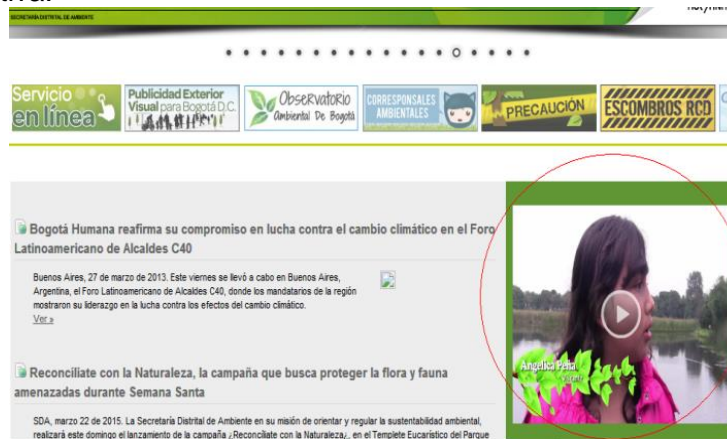 SECRETARÍA DISTRITAL DE AMBIENTE
Servicio
en línea
Publicidad Exterior
Visual para Bogotá D.C.
Observatorio
Ambiental De Bogotá
CORRESPONSALES
AMBIENTALES
PRECAUCIÓN
ESCOMBROS RCD
Bogotá Humana reafirma su compromiso en lucha contra el cambio climático en el Foro
Latinoamericano de Alcaldes C40
Buenos Aires, 27 de marzo de 2013. Este viernes se llevó a cabo en Buenos Aires,
Argentina, el Foro Latinoamericano de Alcaldes C40, donde los mandatarios de la región
mostraron su liderazgo en la lucha contra los efectos del cambio climático.
Ver »
Angelica Peña
Reconcíliate con la Naturaleza, la campaña que busca proteger la flora y fauna
amenazadas durante Semana Santa
SDA, marzo 22 de 2015. La Secretaría Distrital de Ambiente en su misión de orientar y regular la sustentabilidad ambiental,
realizará este domingo el lanzamiento de la campaña ¿Reconcíliate con la Naturaleza¿, en el Templete Eucarístico del Parque